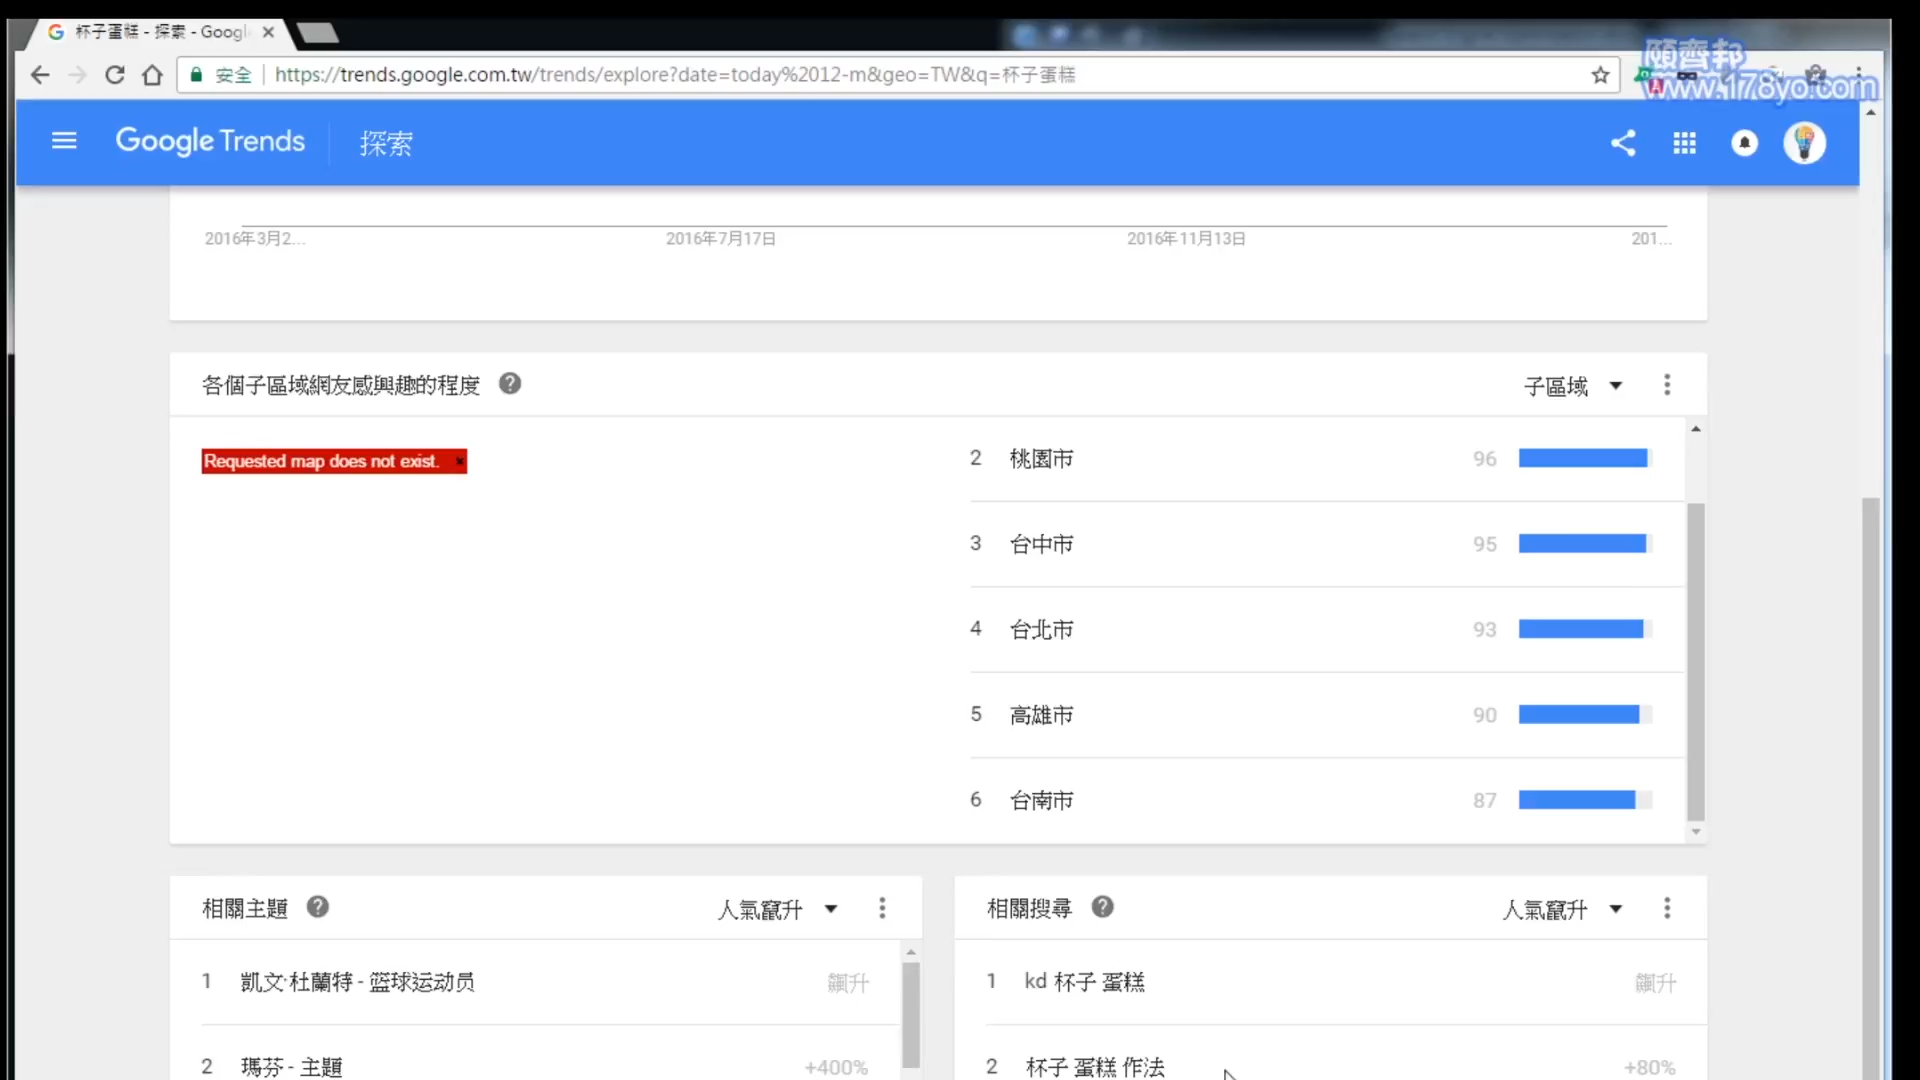 杯子蛋糕 - 探索 - Googl
安全 https://trends.google.com.tw/trends/explore?date=today%2012-m&geo=TW&q=杯子蛋糕
頤齊邦
www.178yo.com
Google Trends 探索
2016年3月2... 2016年7月17日 2016年11月13日 201...
各個子區域網友感興趣的程度 子區域
Requested map does not exist.
2 桃園市 96
3 台中市 95
4 台北市 93
5 高雄市 90
6 台南市 87
相關主題 人氣竄升
1 凱文·杜蘭特 - 篮球运动员 飆升
2 瑪芬 - 主題 +400%
相關搜尋 人氣竄升
1 kd 杯子 蛋糕 飆升
2 杯子 蛋糕 作法 +80%